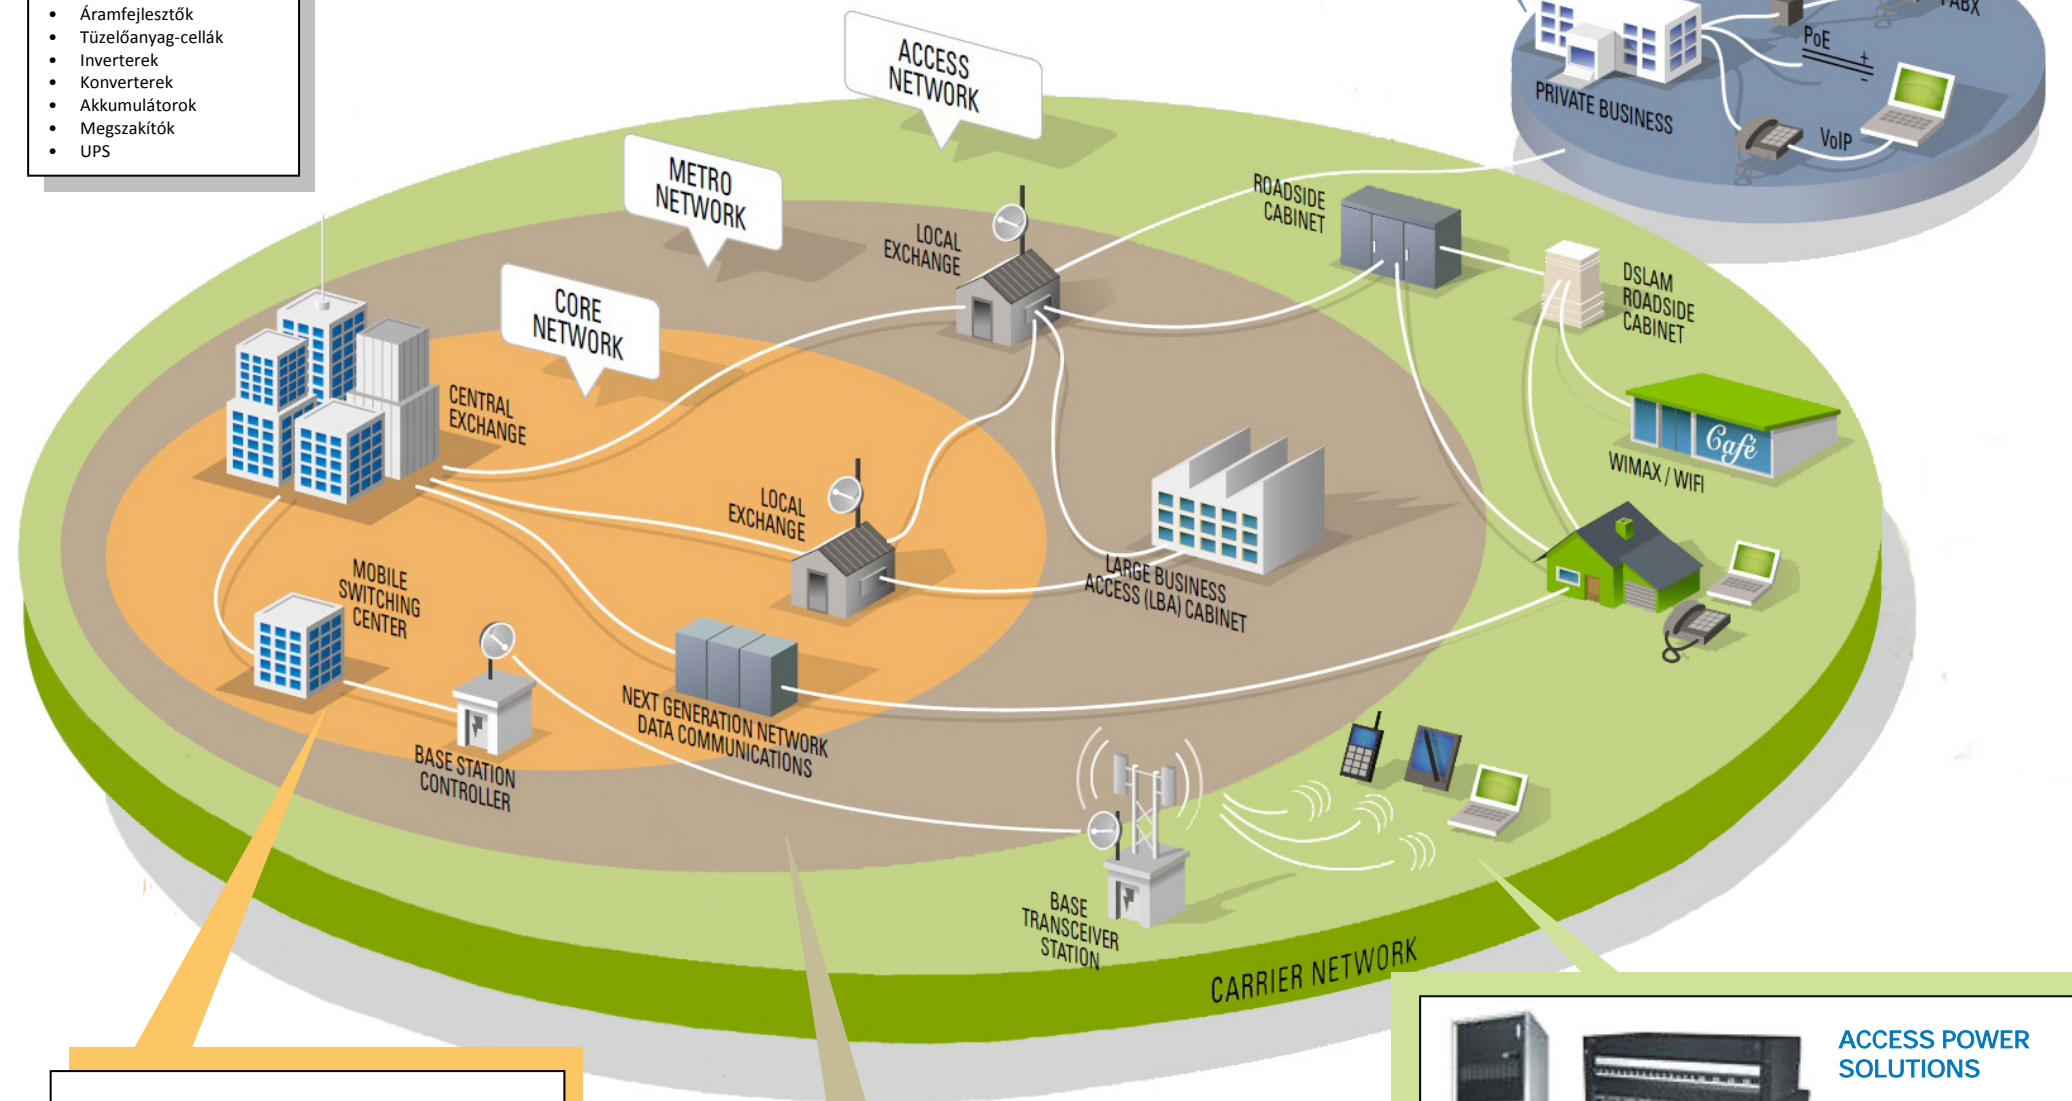 • Áramfejlesztők
• Tüzelőanyag-cellák
• Inverterek
• Konverterek
• Akkumulátorok
• Megszakítók
• UPS
PoE
+
-
PRIVATE BUSINESS
VoIP
ACCESS
NETWORK
METRO
NETWORK
CORE
NETWORK
LOCAL
EXCHANGE
ROADSIDE
CABINET
DSLAM
ROADSIDE
CABINET
CENTRAL
EXCHANGE
Café
WIMAX / WIFI
LOCAL
EXCHANGE
LARGE BUSINESS
ACCESS (LBA) CABINET
MOBILE
SWITCHING
CENTER
NEXT GENERATION NETWORK
DATA COMMUNICATIONS
BASE STATION
CONTROLLER
BASE
TRANSCEIVER
STATION
CARRIER NETWORK
ACCESS POWER
SOLUTIONS